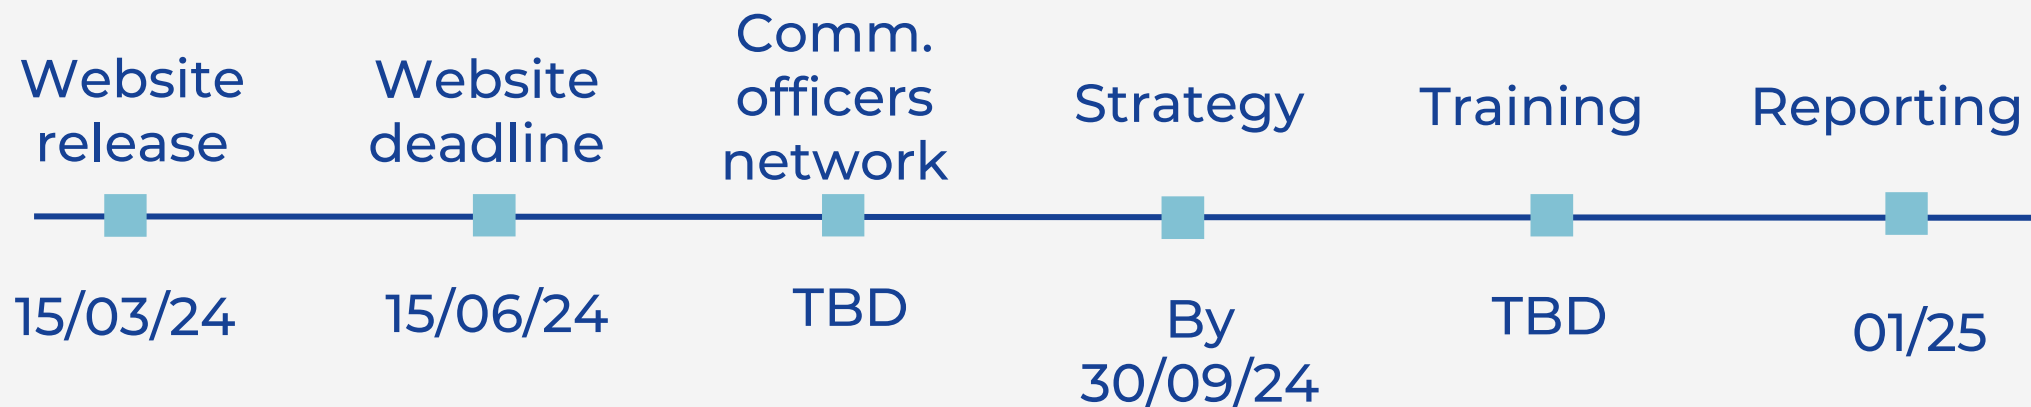 Website
release
Website
deadline
Comm.
officers
network
Strategy
Training
Reporting
15/03/24
15/06/24
TBD
By
30/09/24
TBD
01/25